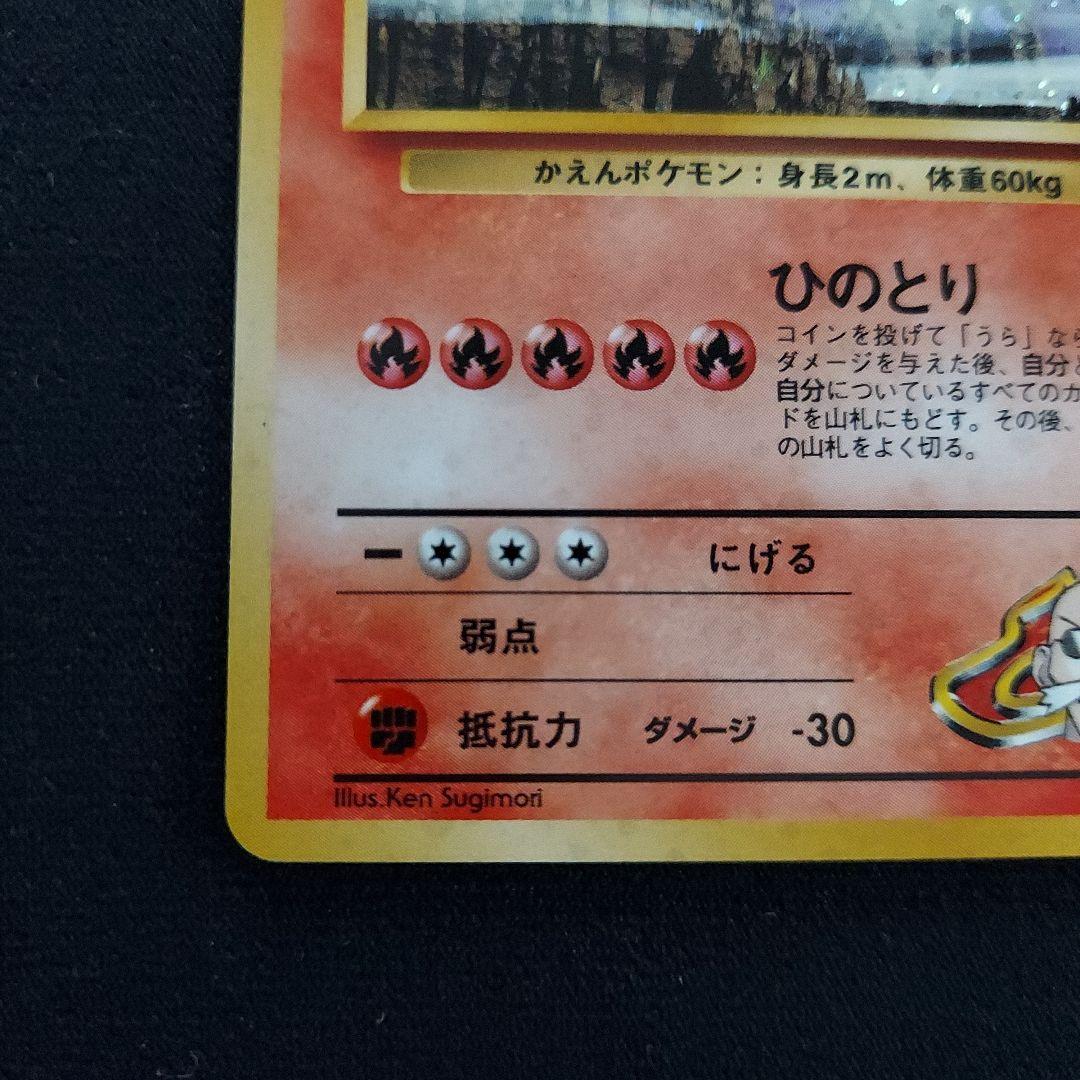 かえんポケモン：身長2m、体重60kg
ひのとり
コインを投げて「うら」なら
ダメージを与えた後、自分と
自分についているすべてのカ
ドを山札にもどす。その後、
の山札をよく切る。
－ にげる
弱点
抵抗力 ダメージ -30
Illus.Ken Sugimori